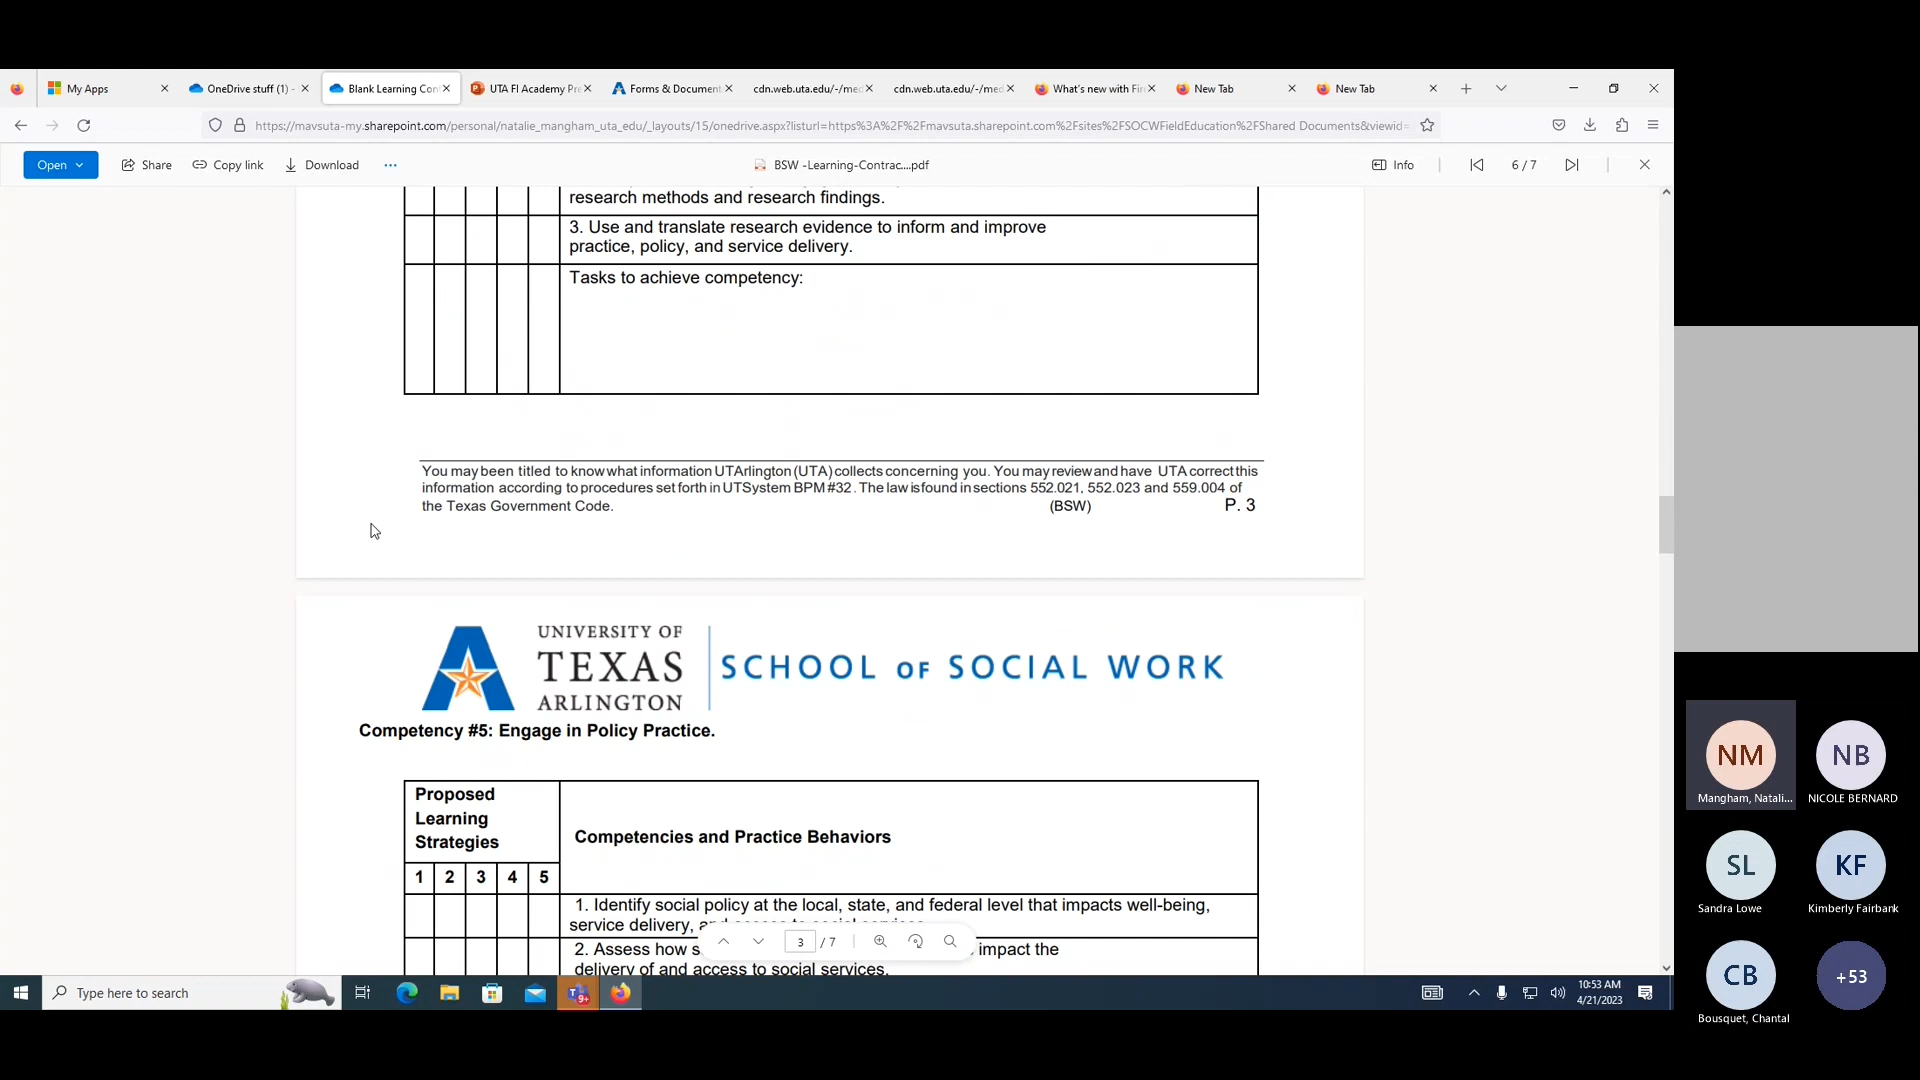 My Apps
OneDrive stuff (1) -
Blank Learning Con
UTA FI Academy Pre
Forms & Document
cdn.web.uta.edu/-/med
cdn.web.uta.edu/-/med
What's new with Fir
New Tab
New Tab
https://mavsuta-my.sharepoint.com/personal/natalie_mangham_uta_edu/_layouts/15/onedrive.aspx?listurl=https%3A%2F%2Fmavsuta.sharepoint.com%2Fsites%2FSOCWFieldEducation%2FShared Documents&viewid=
Open
Share
Copy link
Download
...
BSW -Learning-Contrac....pdf
Info
6 / 7
research methods and research findings.
3. Use and translate research evidence to inform and improve
practice, policy, and service delivery.
Tasks to achieve competency:
You may been titled to know what information UTArlington (UTA) collects concerning you. You may review and have UTA correct this
information according to procedures set forth in UTSystem BPM #32. The law is found in sections 552.021, 552.023 and 559.004 of
the Texas Government Code.
(BSW)
P. 3
UNIVERSITY OF
TEXAS
ARLINGTON
SCHOOL OF SOCIAL WORK
Competency #5: Engage in Policy Practice.
Proposed
Learning
Strategies
Competencies and Practice Behaviors
1 2 3 4 5
1. Identify social policy at the local, state, and federal level that impacts well-being,
service delivery,
2. Assess how s
impact the
delivery of and access to social services.
3 / 7
NM
Mangham, Natali...
NB
NICOLE BERNARD
SL
Sandra Lowe
KF
Kimberly Fairbank
CB
Bousquet, Chantal
+53
Type here to search
9+
10:53 AM
4/21/2023